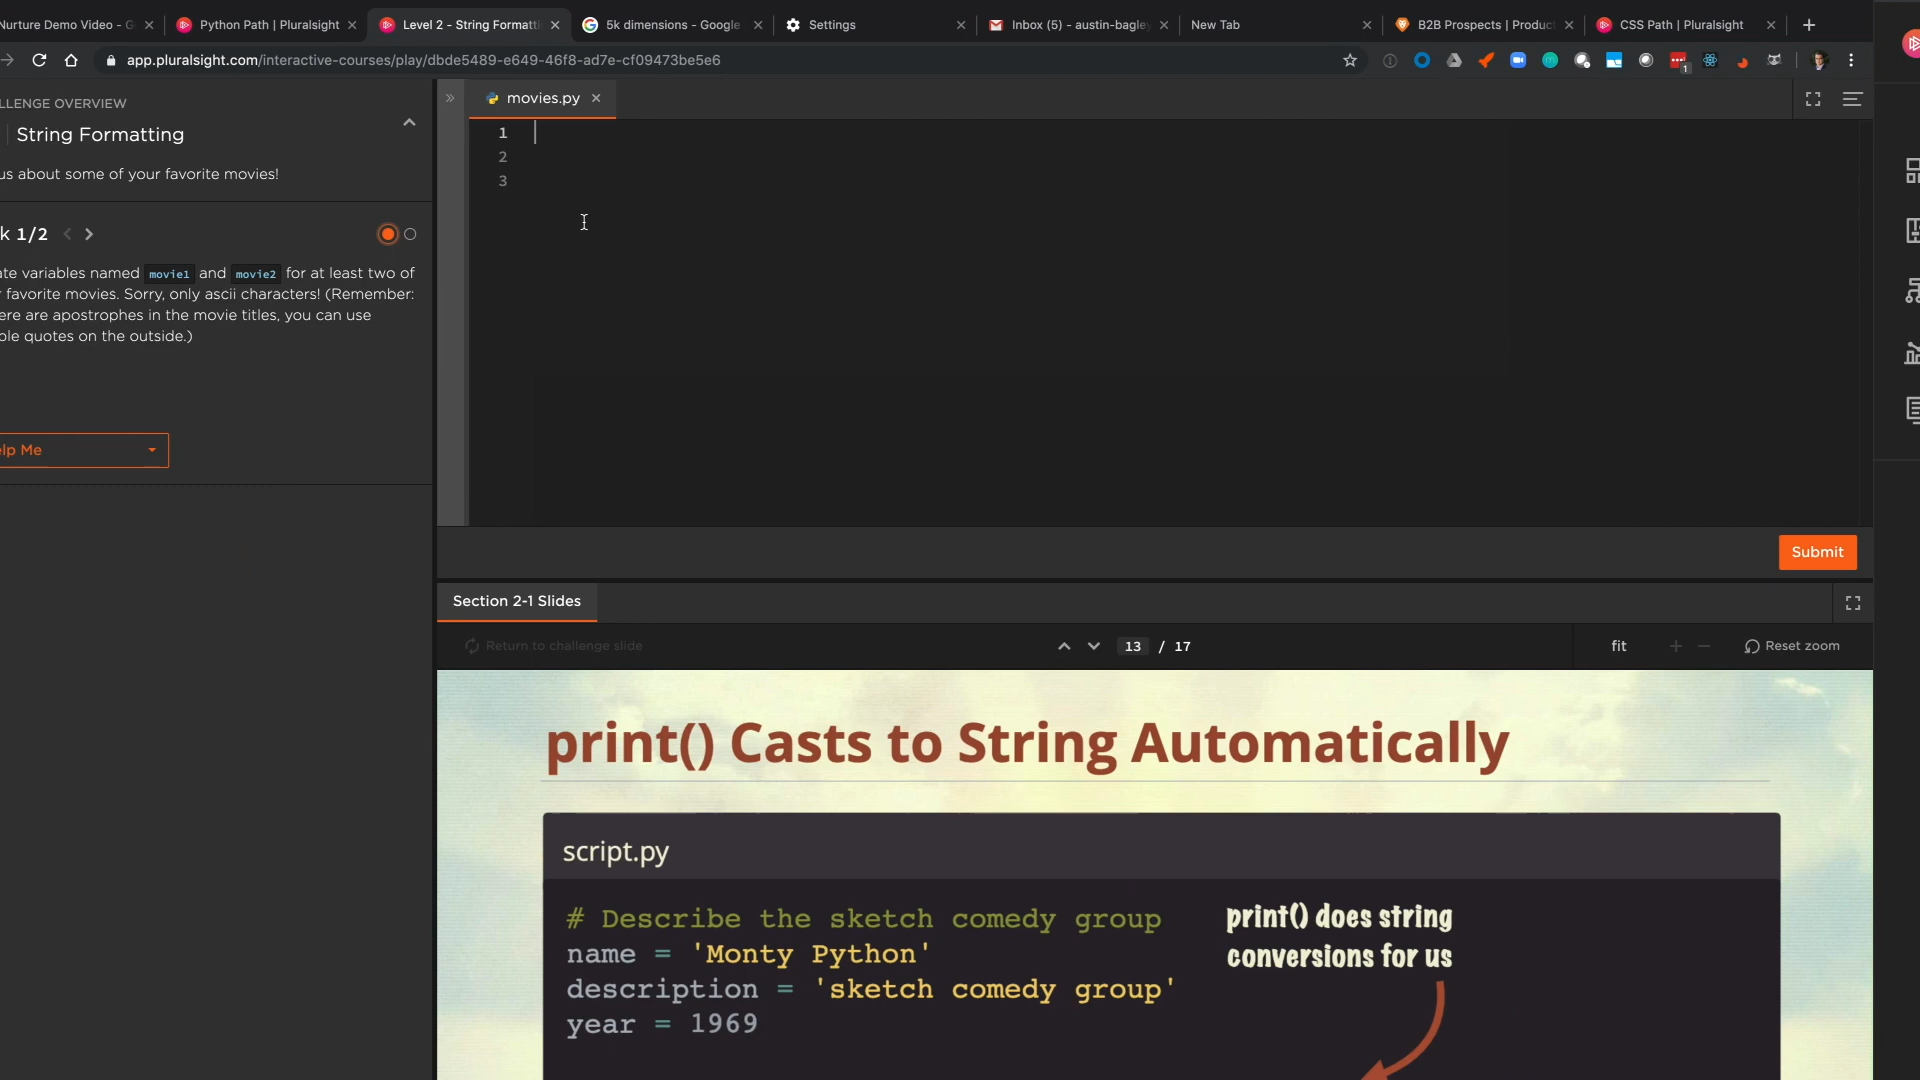 Nurture Demo Video - G
Python Path | Pluralsight
Level 2 - String Formatti
5k dimensions - Google
Settings
Inbox (5) - austin-bagley
New Tab
B2B Prospects | Produc
CSS Path | Pluralsight
app.pluralsight.com/interactive-courses/play/dbde5489-e649-46f8-ad7e-cf09473be5e6
1
LLENGE OVERVIEW
String Formatting
us about some of your favorite movies!
k 1/2
ate variables named movie1 and movie2 for at least two of
favorite movies. Sorry, only ascii characters! (Remember:
ere are apostrophes in the movie titles, you can use
ble quotes on the outside.)
elp Me
movies.py
1
2
3
Submit
Section 2-1 Slides
Return to challenge slide
13 / 17
fit
+ −
Reset zoom
print() Casts to String Automatically
script.py
# Describe the sketch comedy group
name = 'Monty Python'
description = 'sketch comedy group'
year = 1969
print() does string
conversions for us